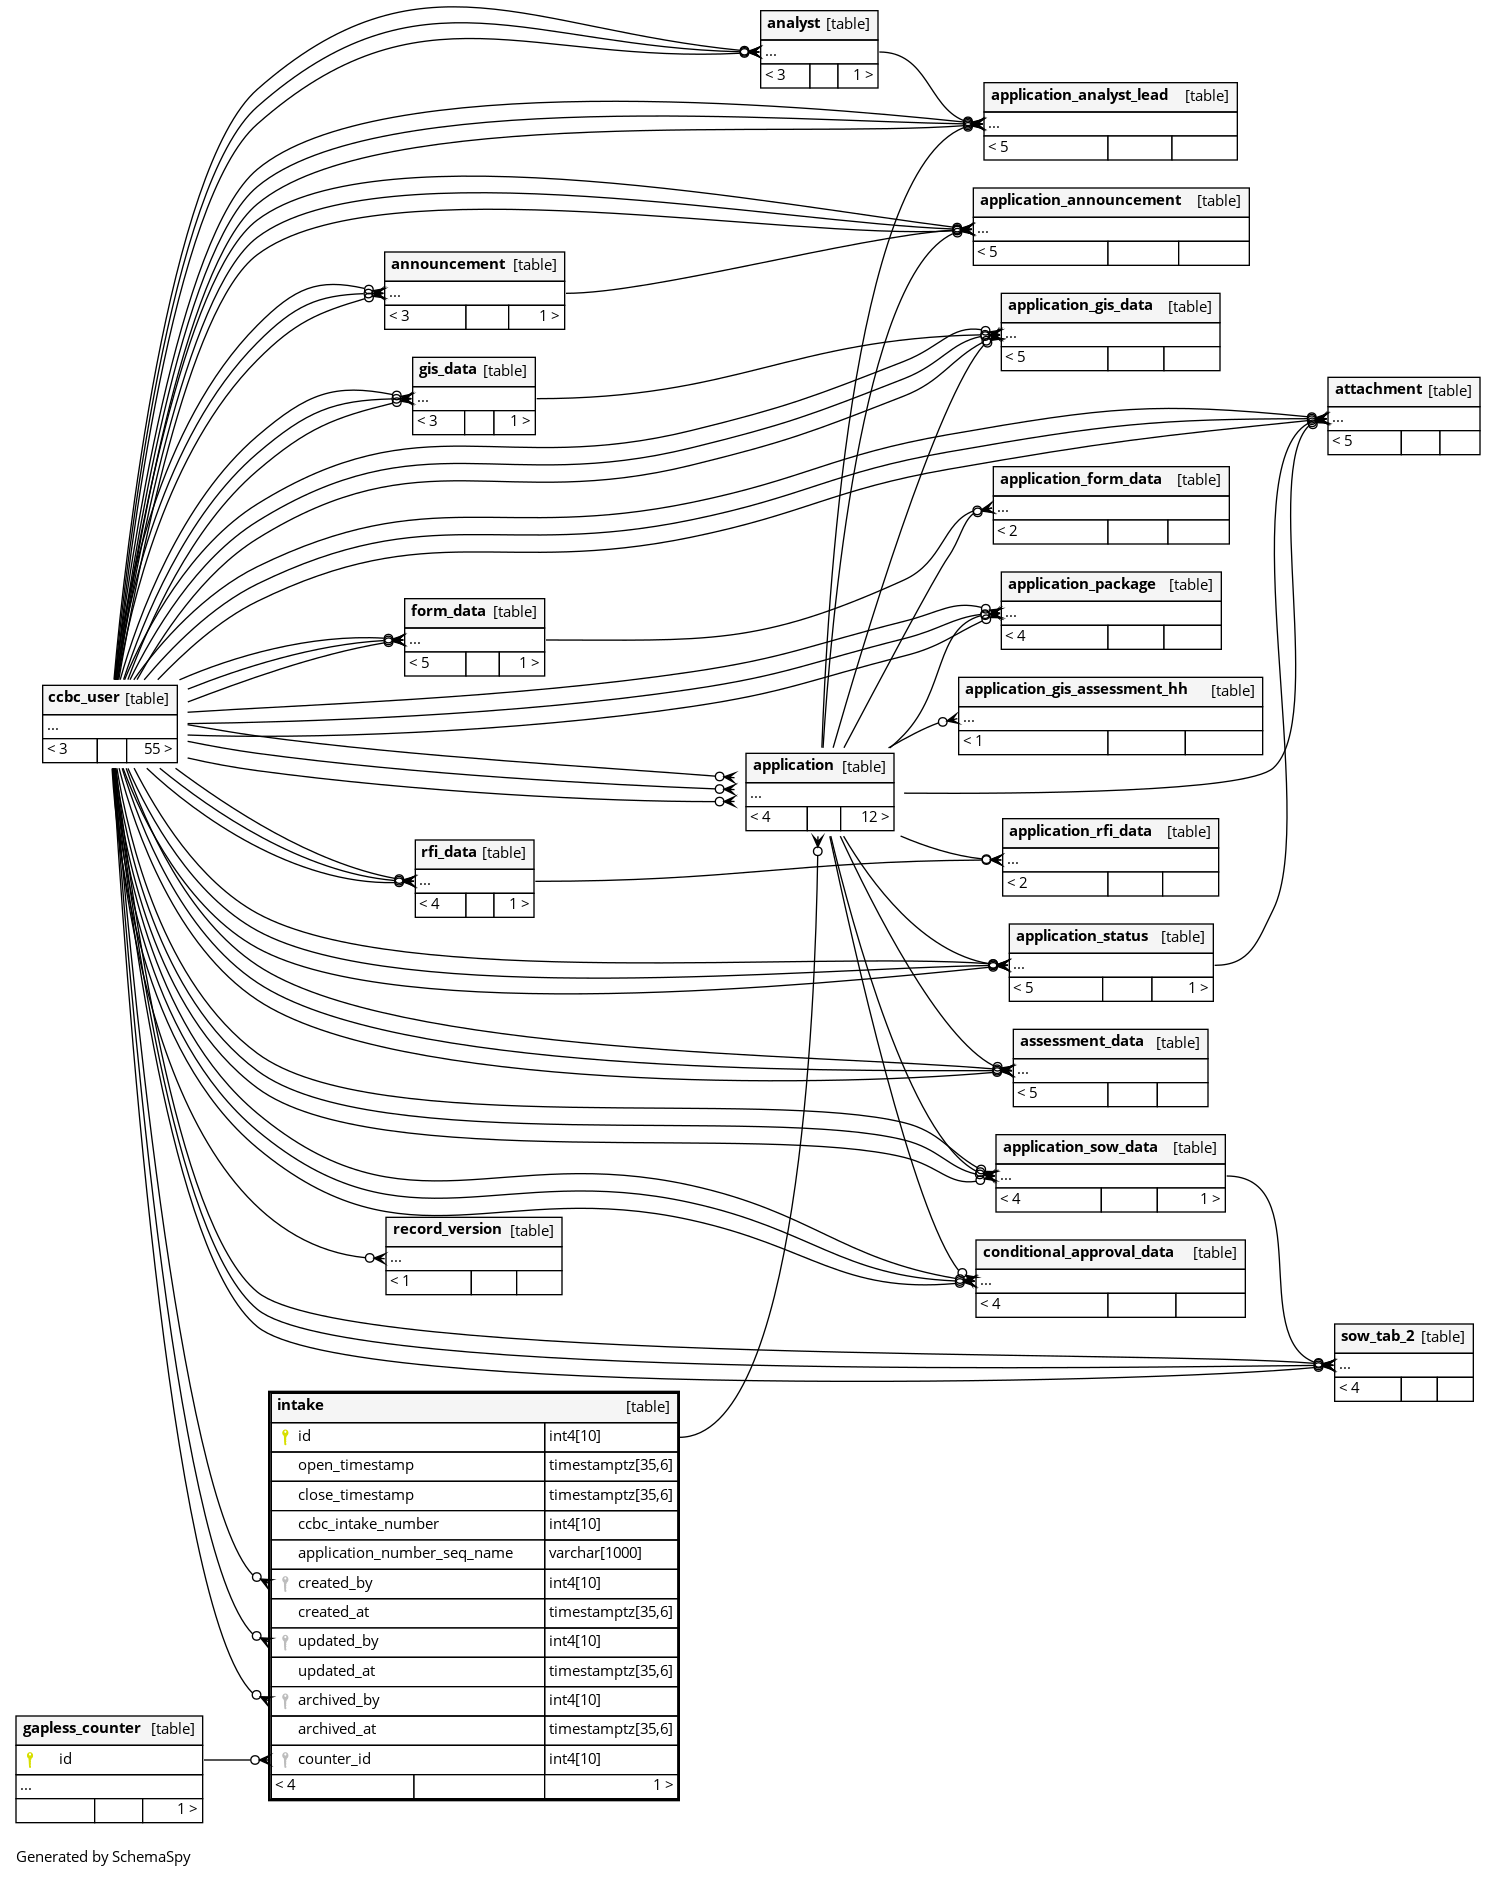 analyst [table]
...
< 3 1 >
application_analyst_lead [table]
...
< 5
application_announcement [table]
...
< 5
announcement [table]
...
< 3 1 >
application_gis_data [table]
...
< 5
gis_data [table]
...
< 3 1 >
attachment [table]
...
< 5
application_form_data [table]
...
< 2
application_package [table]
...
< 4
form_data [table]
...
< 5 1 >
ccbc_user [table]
...
< 3 55 >
application_gis_assessment_hh [table]
...
< 1
application [table]
...
< 4 12 >
application_rfi_data [table]
...
< 2
rfi_data [table]
...
< 4 1 >
application_status [table]
...
< 5 1 >
assessment_data [table]
...
< 5
application_sow_data [table]
...
< 4 1 >
record_version [table]
...
< 1
conditional_approval_data [table]
...
< 4
sow_tab_2 [table]
...
< 4
intake [table]
id int4[10]
open_timestamp timestamptz[35,6]
close_timestamp timestamptz[35,6]
ccbc_intake_number int4[10]
application_number_seq_name varchar[1000]
created_by int4[10]
created_at timestamptz[35,6]
updated_by int4[10]
updated_at timestamptz[35,6]
archived_by int4[10]
archived_at timestamptz[35,6]
counter_id int4[10]
< 4 1 >
gapless_counter [table]
id
...
1 >
Generated by SchemaSpy